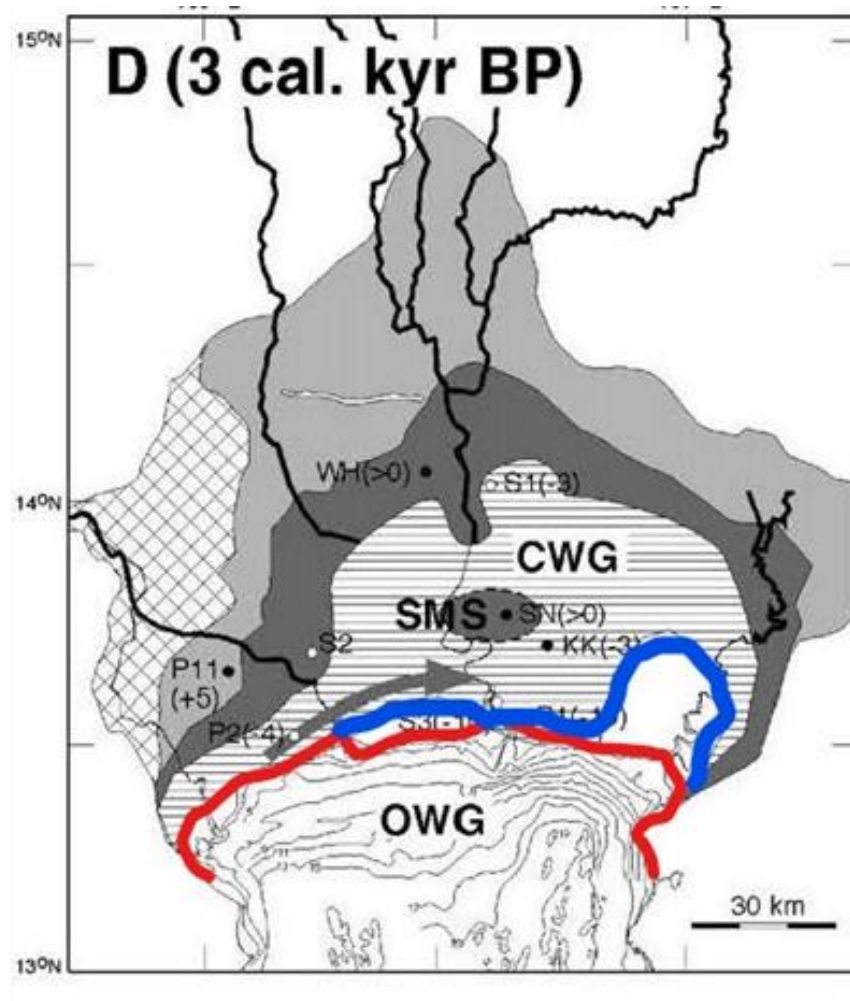 15°N
D (3 cal. kyr BP)
WH(>0)
S1(-3)
14°N
CWG
SMS
SN(>0)
KK(-3)
S2
P11
(+5)
P2(-4)
OWG
30 km
13°N